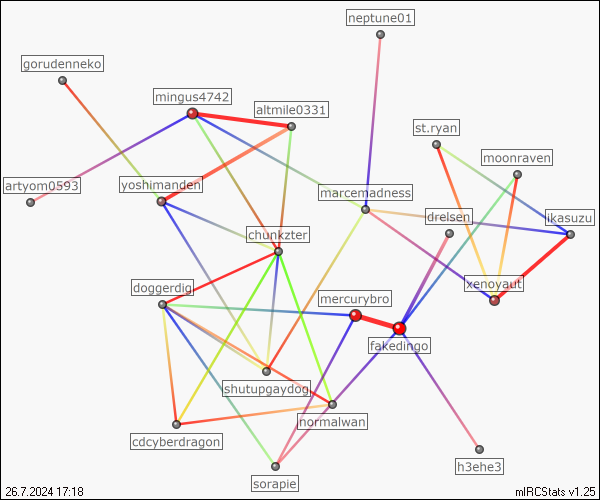 neptune01
gorudenneko
mingus4742
altmile0331
st.ryan
moonraven
artyom0593
yoshimanden
marcemadness
drelsen
ikasuzu
chunkzter
doggerdig
xenoyaut
mercurybro
fakedingo
shutupgaydog
normalwan
cdcyberdragon
h3ehe3
sorapie
26.7.2024 17:18
mIRCStats v1.25